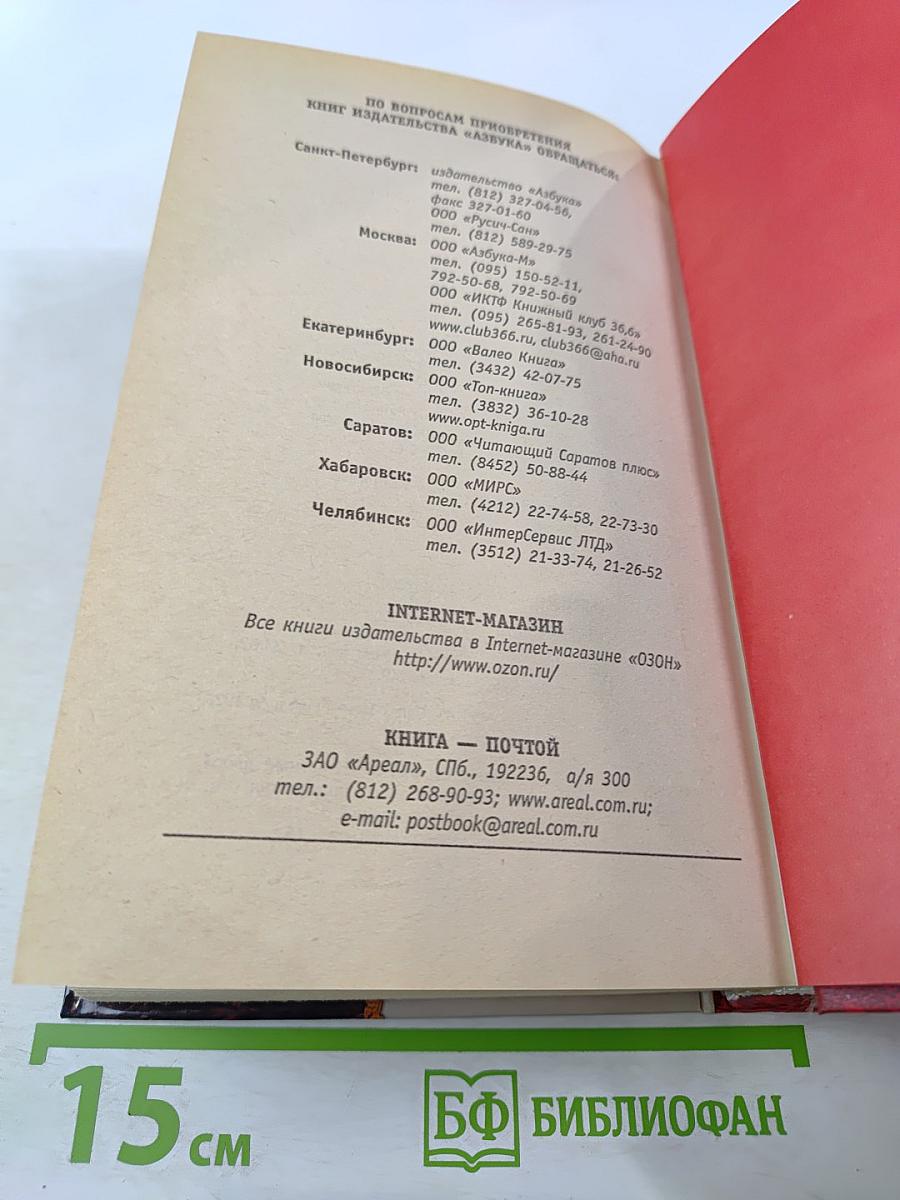 ПО ВОПРОСАМ ПРИОБРЕТЕНИЯ
КНИГ ИЗДАТЕЛЬСТВА «АЗБУКА» ОБРАЩАТЬСЯ:
Санкт-Петербург: издательство «Азбука»
тел. (812) 327-04-56,
факс 327-01-60
ООО «Русич-Сан»
тел. (812) 589-29-75
Москва: ООО «Азбука-М»
тел. (095) 150-52-11,
792-50-68, 792-50-69
ООО «ИКТФ Книжный клуб 36,6»
тел. (095) 265-81-93, 261-24-90
www.club366.ru, club366@aha.ru
Екатеринбург: ООО «Валео Книга»
тел. (3432) 42-07-75
Новосибирск: ООО «Топ-книга»
тел. (3832) 36-10-28
www.opt-kniga.ru
Саратов: ООО «Читающий Саратов плюс»
тел. (8452) 50-88-44
Хабаровск: ООО «МИРС»
тел. (4212) 22-74-58, 22-73-30
Челябинск: ООО «ИнтерСервис ЛТД»
тел. (3512) 21-33-74, 21-26-52
INTERNET-МАГАЗИН
Все книги издательства в Internet-магазине «ОЗОН»
http://www.ozon.ru/
КНИГА — ПОЧТОЙ
ЗАО «Ареал», СПб., 192236, а/я 300
тел.: (812) 268-90-93; www.areal.com.ru;
e-mail: postbook@areal.com.ru
15 см
БФ БИБЛИОФАН